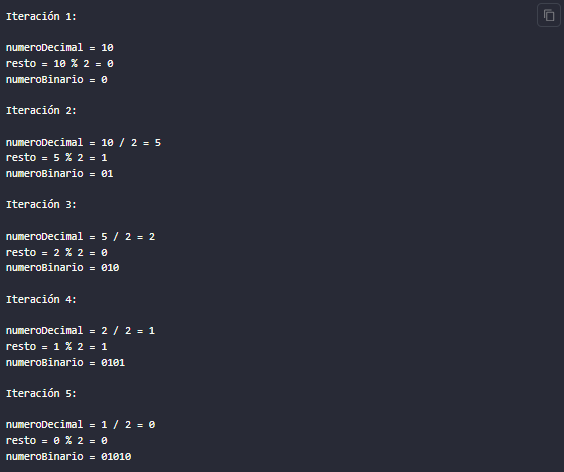 Iteración 1:
numeroDecimal = 10
resto = 10 % 2 = 0
numeroBinario = 0
Iteración 2:
numeroDecimal = 10 / 2 = 5
resto = 5 % 2 = 1
numeroBinario = 01
Iteración 3:
numeroDecimal = 5 / 2 = 2
resto = 2 % 2 = 0
numeroBinario = 010
Iteración 4:
numeroDecimal = 2 / 2 = 1
resto = 1 % 2 = 1
numeroBinario = 0101
Iteración 5:
numeroDecimal = 1 / 2 = 0
resto = 0 % 2 = 0
numeroBinario = 01010